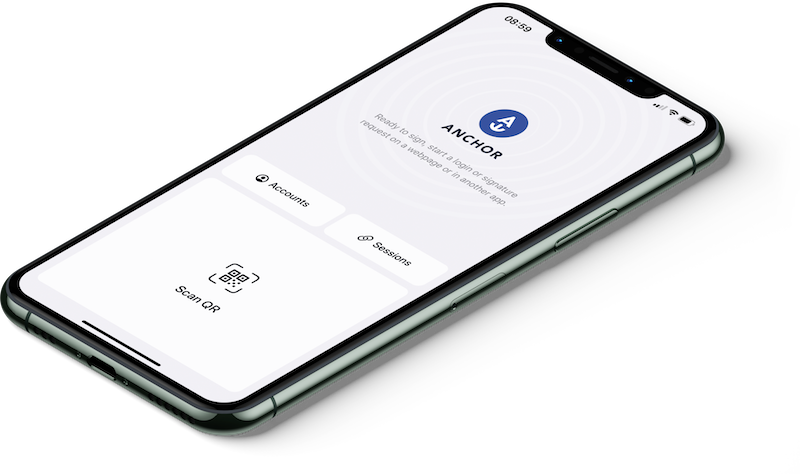 08:59
ANCHOR
Ready to sign, start a login or signature
request on a webpage or in another app.
Accounts
Sessions
Scan QR